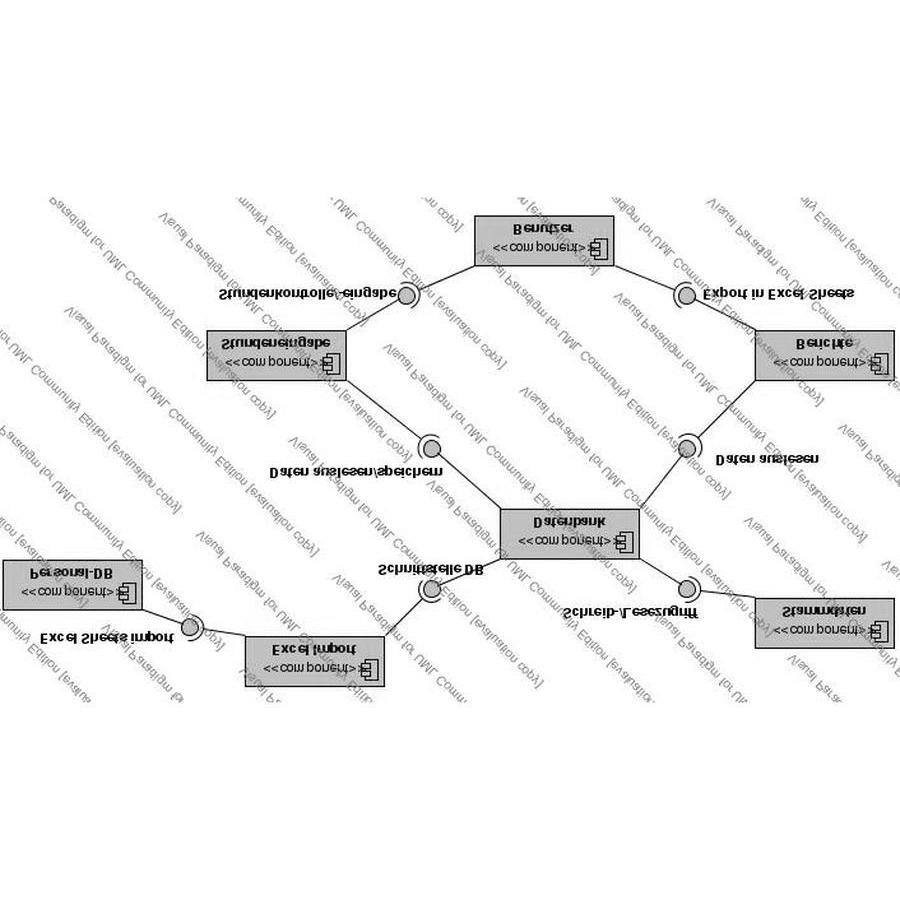 Benutzer
<<component>>
Stundenkontrolle/-eingabe
Export in Excel Sheets
Stundeneingabe
<<component>>
Berichte
<<component>>
Daten auslesen/speichern
Daten auslesen
Datenbank
<<component>>
Schnittstelle DB
Personal-DB
<<component>>
Schreib-/Lesezugriff
Stammdaten
<<component>>
Excel Sheets import
Excel import
<<component>>
Visual Paradigm for UML Community Edition [evaluation copy]